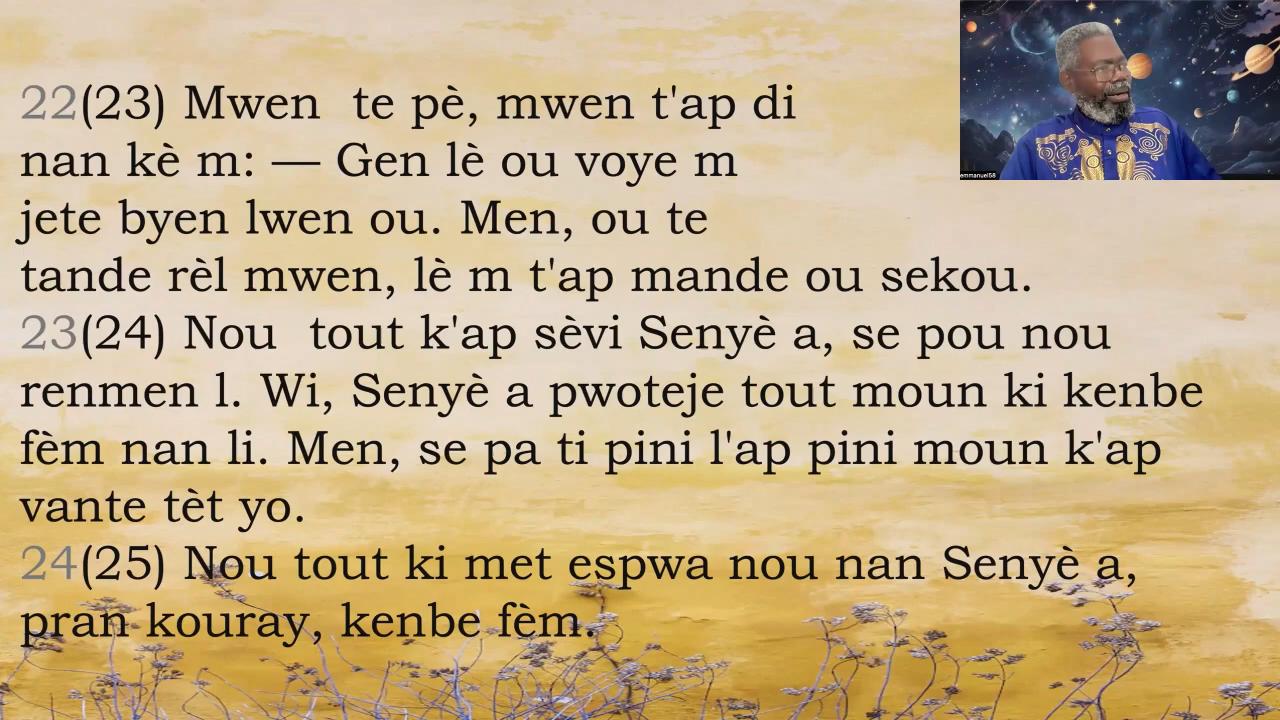 22(23) Mwen  te pè, mwen t'ap di
nan kè m: — Gen lè ou voye m
jete byen lwen ou. Men, ou te
tande rèl mwen, lè m t'ap mande ou sekou.
23(24) Nou  tout k'ap sèvi Senyè a, se pou nou
renmen l. Wi, Senyè a pwoteje tout moun ki kenbe
fèm nan li. Men, se pa ti pini l'ap pini moun k'ap
vante tèt yo.
24(25) Nou tout ki met espwa nou nan Senyè a,
pran kouray, kenbe fèm.
emmanuel58